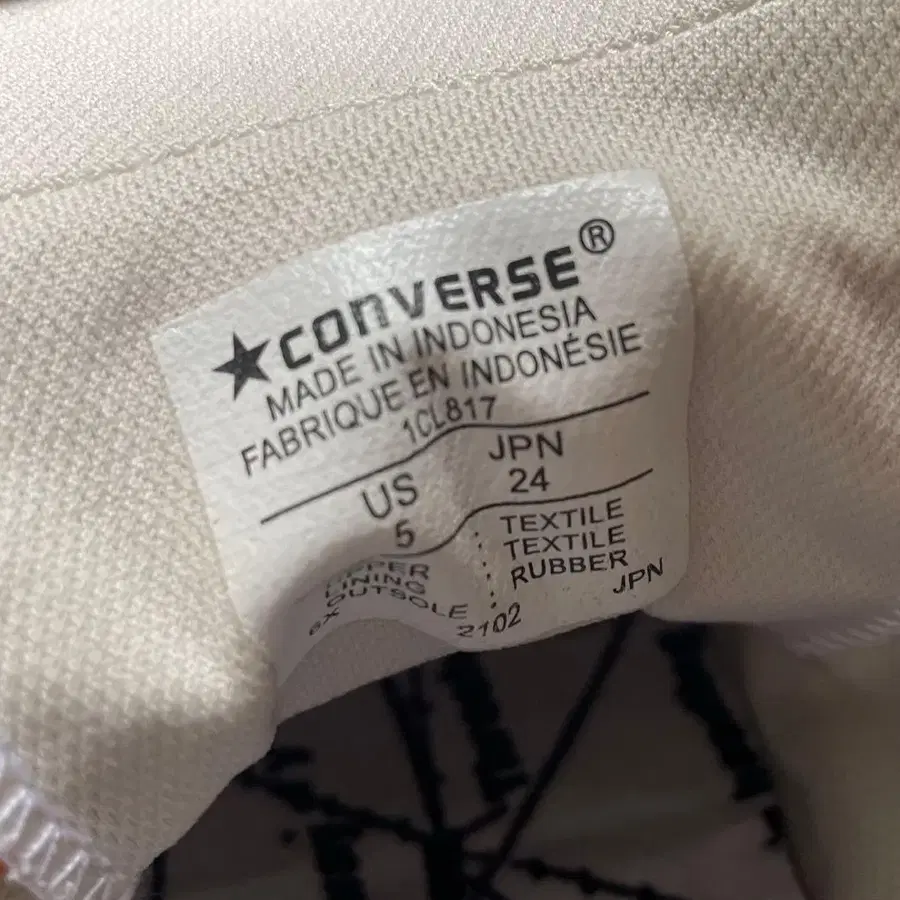 ★CONVERSE®
MADE IN INDONESIA
FABRIQUE EN INDONÉSIE
1CL817
US JPN
5 24
UPPER : TEXTILE
LINING : TEXTILE
OUTSOLE : RUBBER
6X 2102 JPN